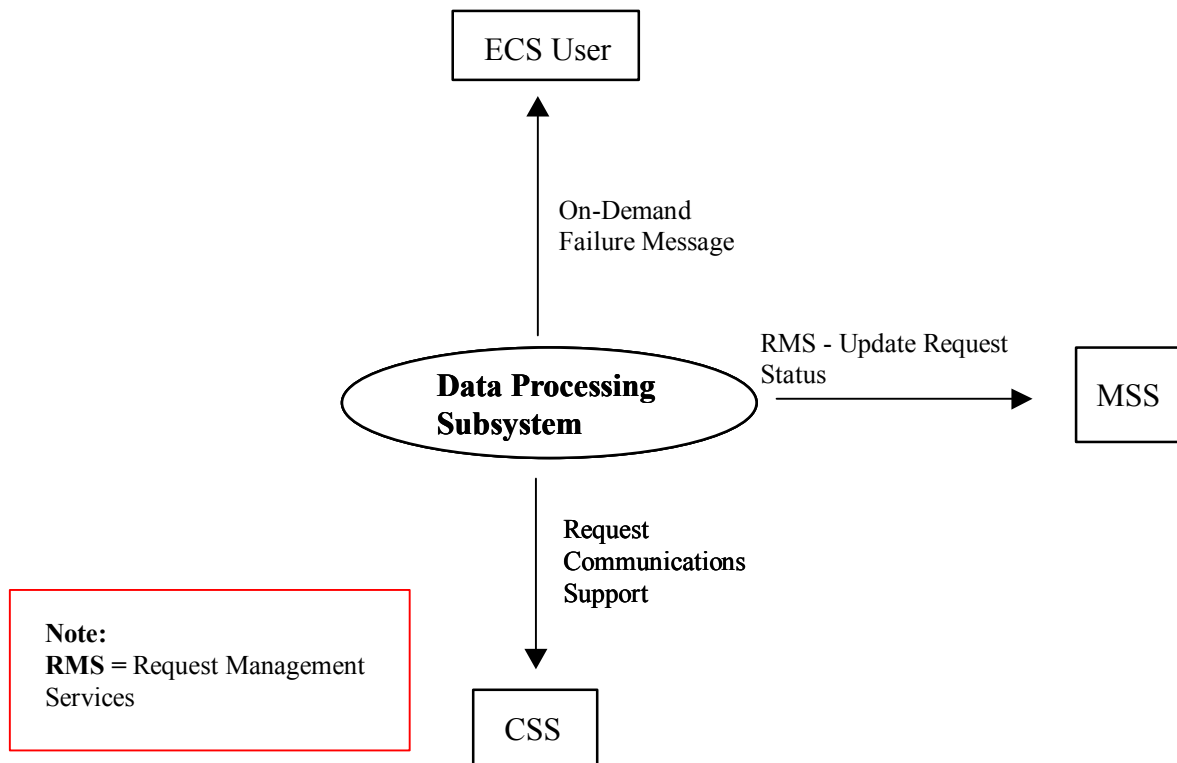 ECS User
On-Demand
Failure Message
RMS - Update Request
Status
Data Processing
Subsystem
MSS
Request
Communications
Support
Note:
RMS = Request Management
Services
CSS